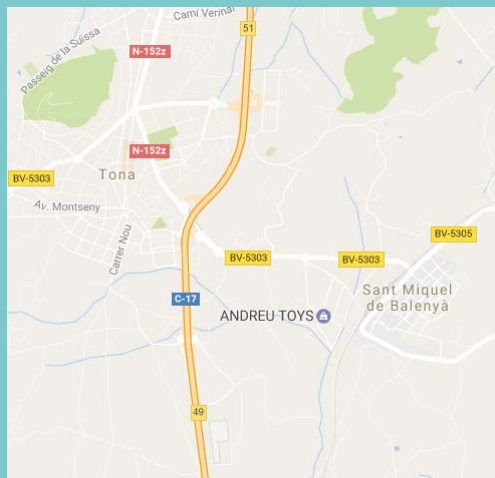 Camí Verinal
51
Passeig de la Suïssa
N-152z
N-152z
BV-5303
Tona
Av. Montseny
Carrer Nou
BV-5305
BV-5303
BV-5303
Sant Miquel
de Balenyà
C-17
ANDREU TOYS
49